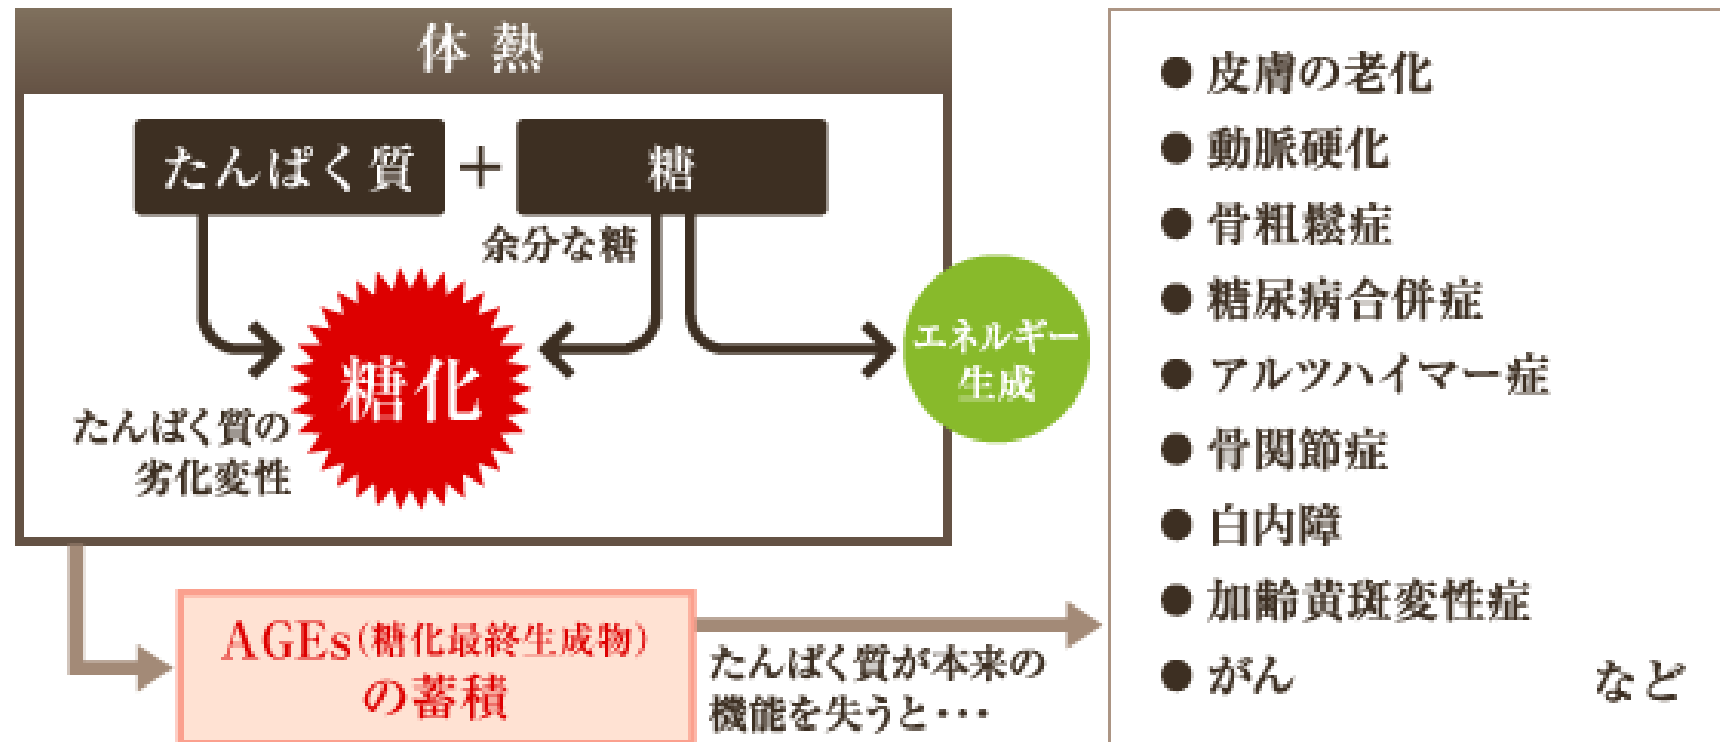 体熱
たんぱく質
+
糖
余分な糖
糖化
エネルギー
生成
たんぱく質の
劣化変性
AGEs(糖化最終生成物)
の蓄積
たんぱく質が本来の
機能を失うと・・・
● 皮膚の老化
● 動脈硬化
● 骨粗鬆症
● 糖尿病合併症
● アルツハイマー症
● 骨関節症
● 白内障
● 加齢黄斑変性症
● がん など